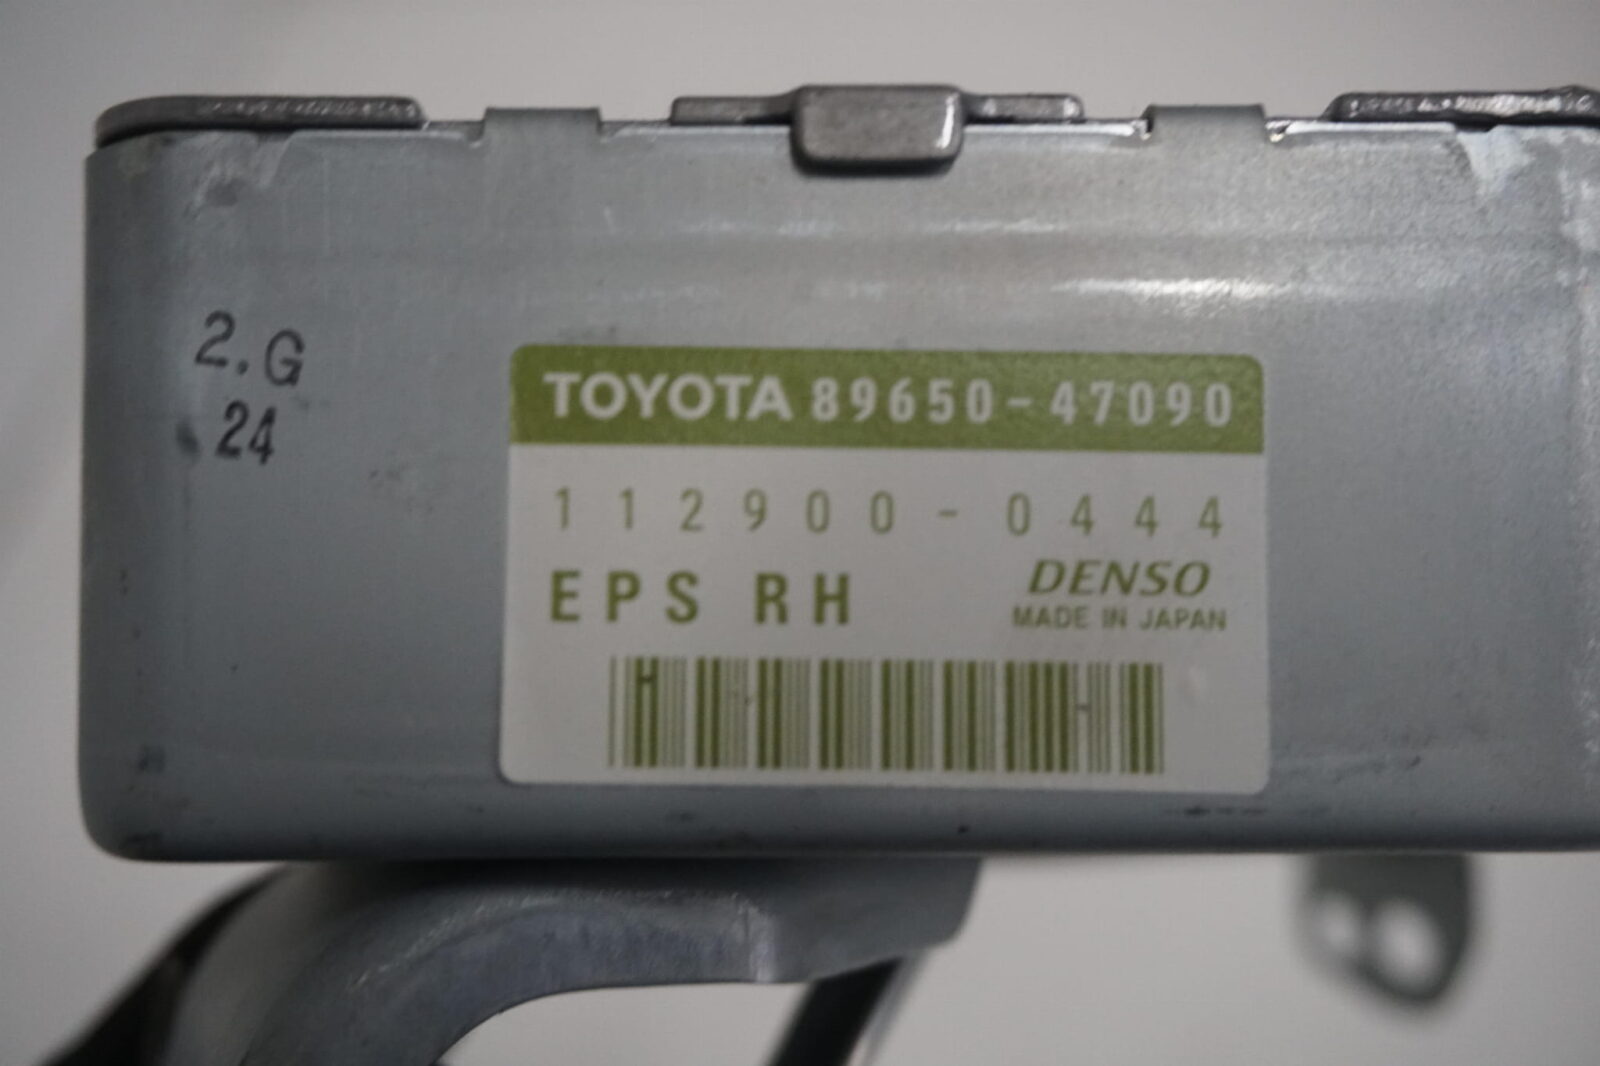 2.G
24
TOYOTA 89650-47090
112900-0444
EPS RH
DENSO
MADE IN JAPAN